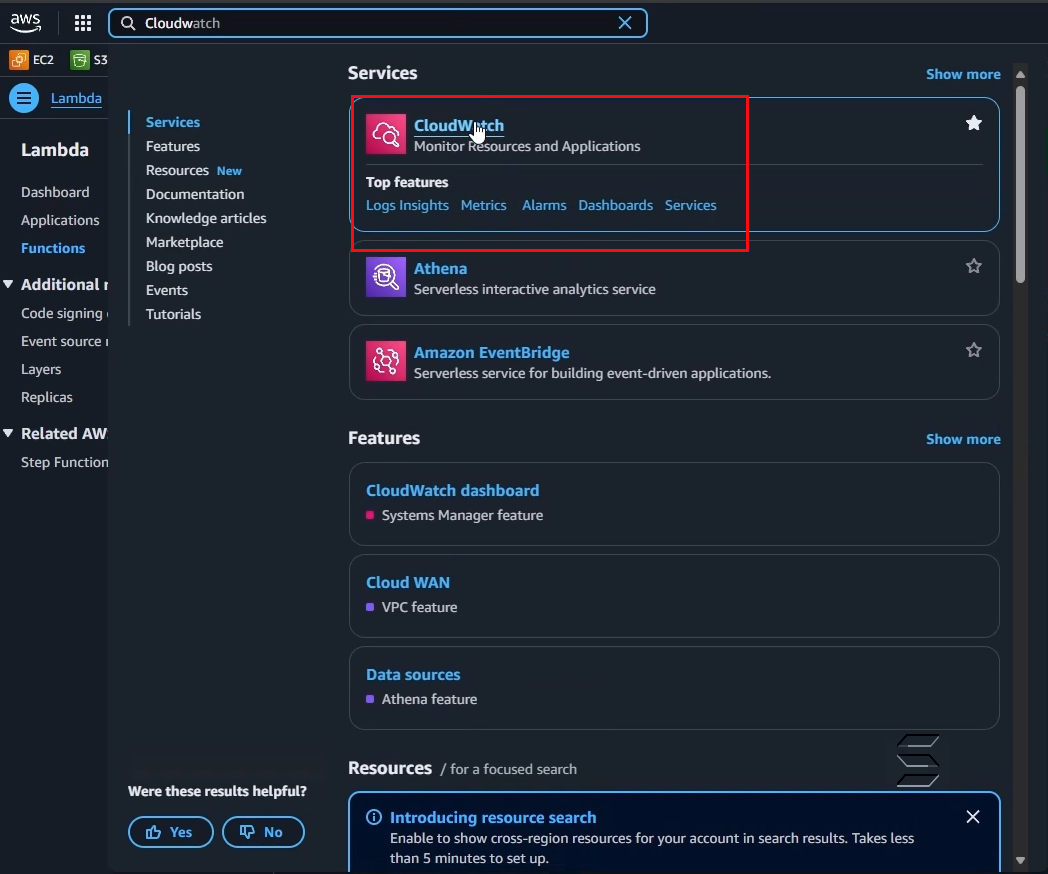 aws
Cloudwatch
EC2
S3
Lambda
Lambda
Dashboard
Applications
Functions
Additional r
Code signing
Event source
Layers
Replicas
Related AW
Step Function
Services
Features
Resources New
Documentation
Knowledge articles
Marketplace
Blog posts
Events
Tutorials
Were these results helpful?
Yes
No
Services
Show more
CloudWatch
Monitor Resources and Applications
Top features
Logs Insights Metrics Alarms Dashboards Services
Athena
Serverless interactive analytics service
Amazon EventBridge
Serverless service for building event-driven applications.
Features
Show more
CloudWatch dashboard
Systems Manager feature
Cloud WAN
VPC feature
Data sources
Athena feature
Resources / for a focused search
Introducing resource search
Enable to show cross-region resources for your account in search results. Takes less
than 5 minutes to set up.